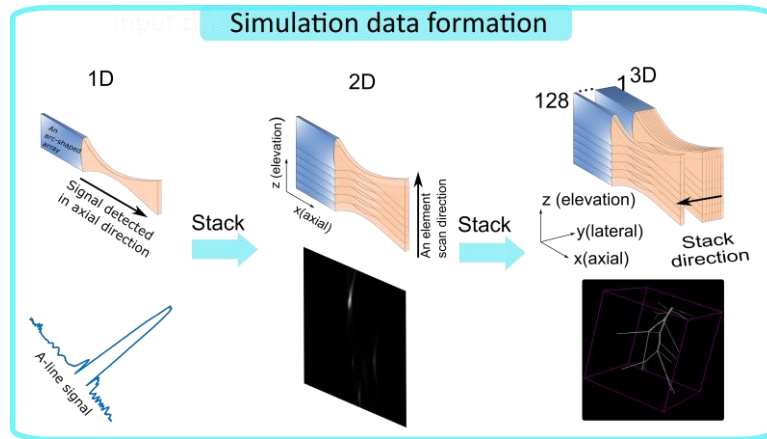 Simulation data formation
1D
An
arc-shaped
array
Signal detected
in axial direction
A-line signal
Stack
2D
z (elevation)
x(axial)
An element
scan direction
Stack
3D
128
1
z (elevation)
y(lateral)
x(axial)
Stack
direction